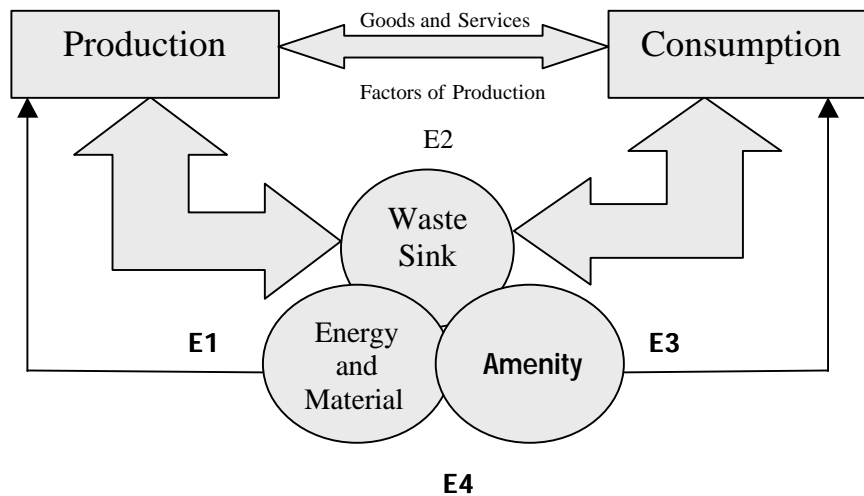 Production
Goods and Services
Consumption
Factors of Production
E2
Waste
Sink
E1
Energy
and
Material
Amenity
E3
E4